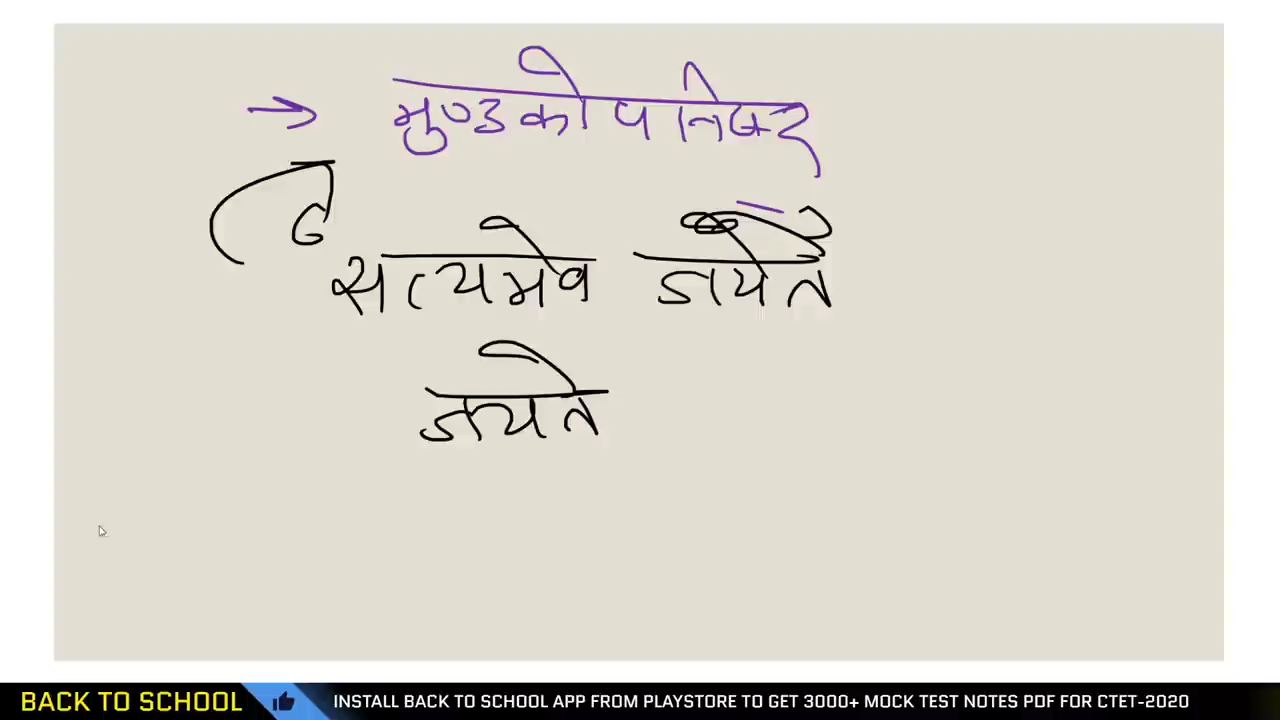 → मुण्डकोपनिषद
सत्यमेव जयते
जयते
BACK TO SCHOOL
INSTALL BACK TO SCHOOL APP FROM PLAYSTORE TO GET 3000+ MOCK TEST NOTES PDF FOR CTET-2020